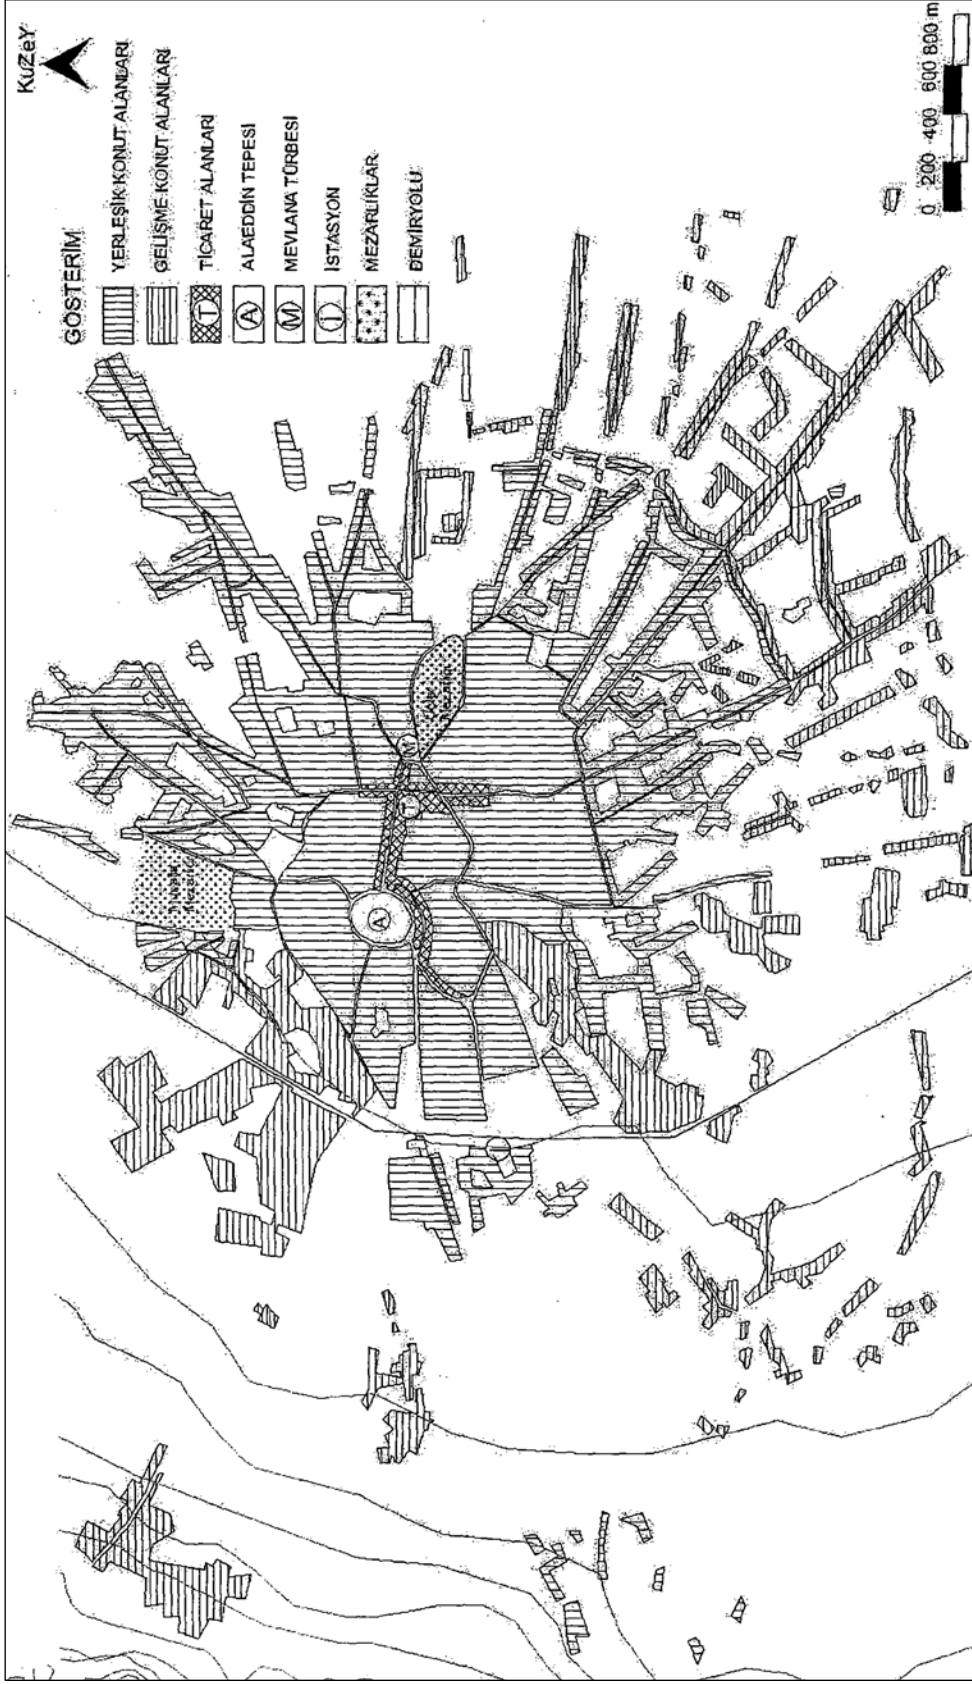 KuZeY
GÖSTERİM
YERLEŞİK KONUT ALANLARI
GELİŞME KONUT ALANLARI
T
TİCARET ALANLARI
A
ALAEDDİN TEPESİ
M
MEVLANA TÜRBESİ
İ
İSTASYON
MEZARLIKLAR
DEMİRYOLU
Mezarlığı
M
T
A
0 200 400 600 800 m